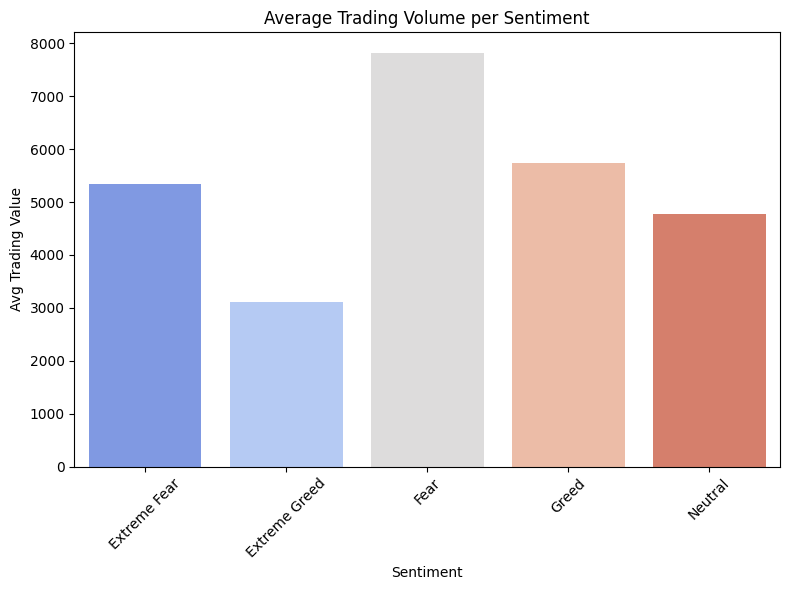 Average Trading Volume per Sentiment
Avg Trading Value
8000
7000
6000
5000
4000
3000
2000
1000
0
Extreme Fear
Extreme Greed
Fear
Greed
Neutral
Sentiment